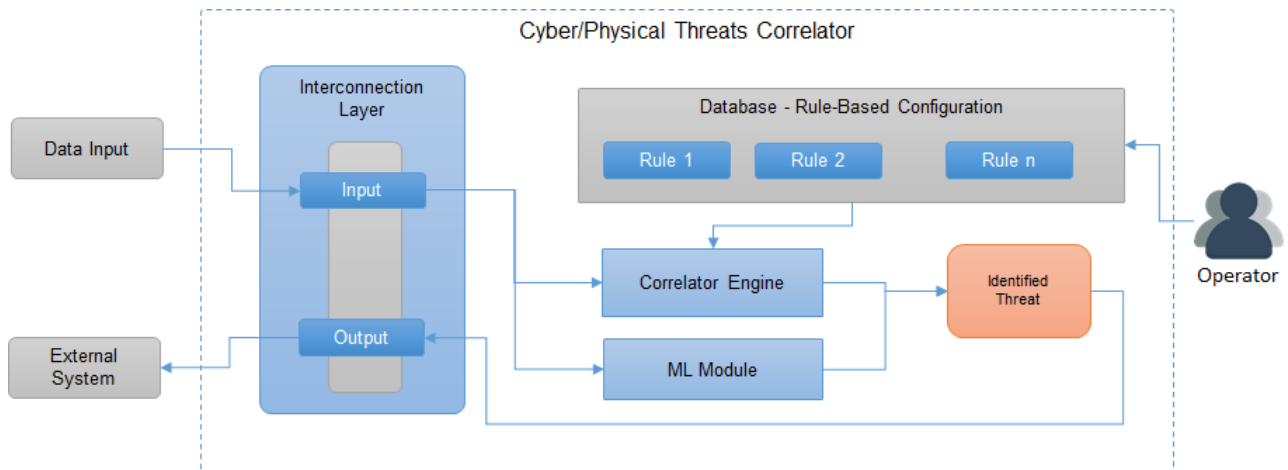 Cyber/Physical Threats Correlator
Interconnection
Layer
Database - Rule-Based Configuration
Data Input
Rule 1
Rule 2
Rule n
Input
Operator
Correlator Engine
Identified
Threat
Output
External
System
ML Module